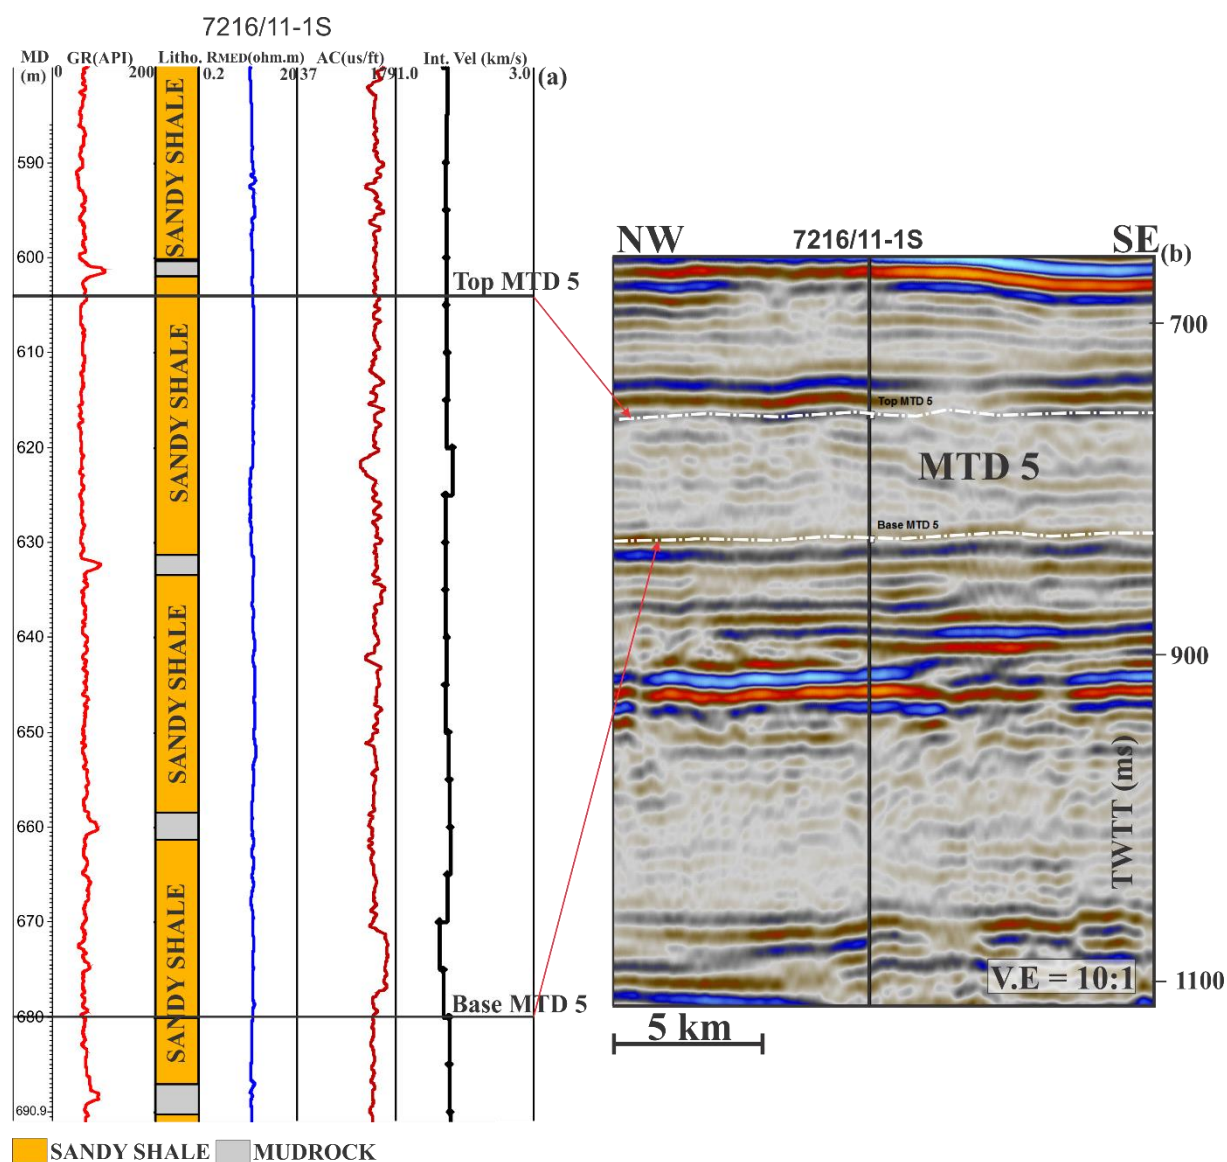 7216/11-1S
MD GR(API) Litho. RMED(ohm.m) AC(us/ft) Int. Vel (km/s)
(m) 0 200 0.2 20 37 179 1.0 3.0 (a)
SANDY SHALE
590
600
Top MTD 5
SANDY SHALE
610
620
630
SANDY SHALE
640
650
660
SANDY SHALE
670
Base MTD 5
680
690.9
SANDY SHALE MUDROCK
NW 7216/11-1S SE (b)
700
Top MTD 5
MTD 5
Base MTD 5
900
TWTT (ms)
V.E = 10:1
1100
5 km